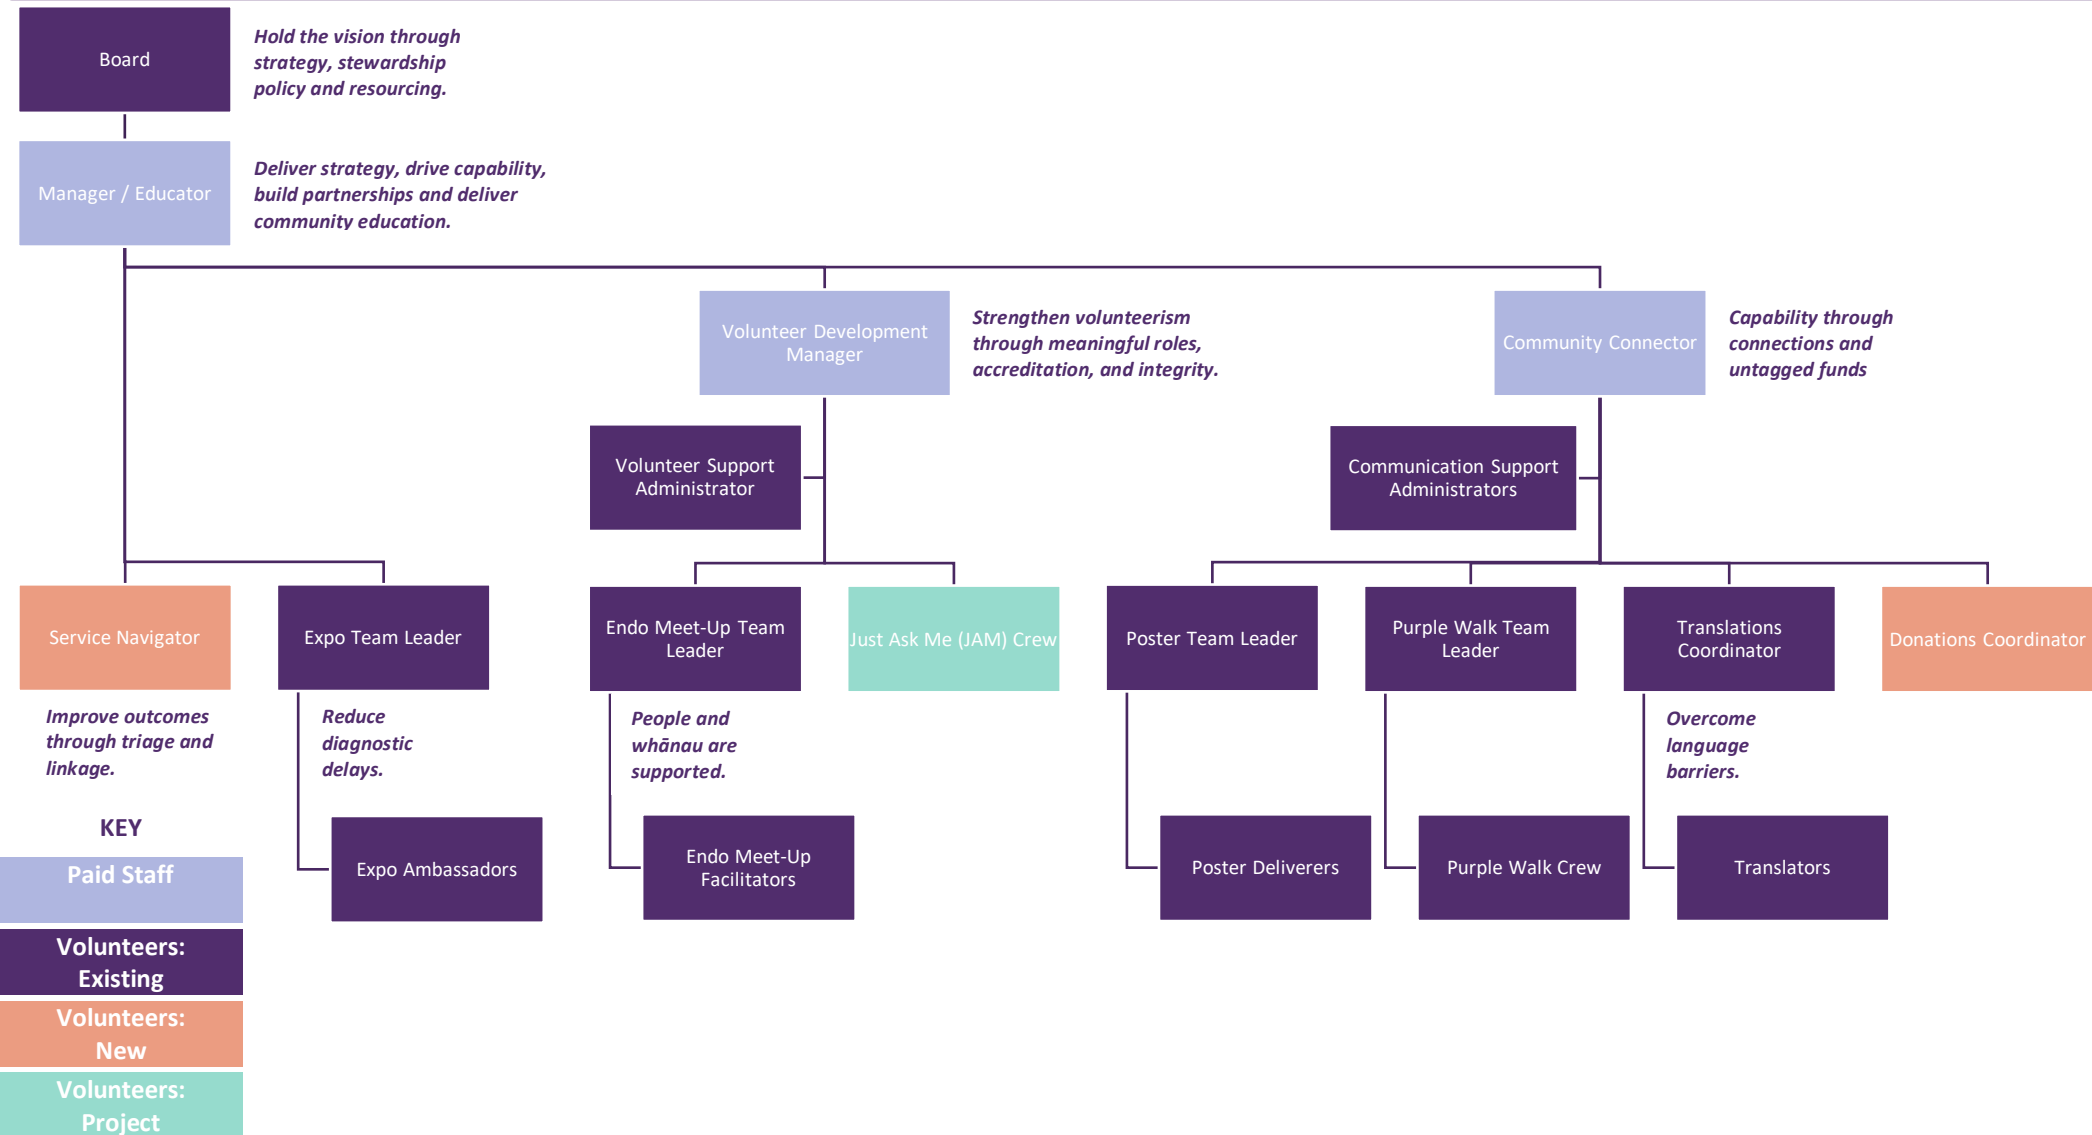 Board
Hold the vision through
strategy, stewardship
policy and resourcing.
Manager / Educator
Deliver strategy, drive capability,
build partnerships and deliver
community education.
Volunteer Development
Manager
Strengthen volunteerism
through meaningful roles,
accreditation, and integrity.
Community Connector
Capability through
connections and
untagged funds
Volunteer Support
Administrator
Communication Support
Administrators
Service Navigator
Expo Team Leader
Endo Meet-Up Team
Leader
Just Ask Me (JAM) Crew
Poster Team Leader
Purple Walk Team
Leader
Translations
Coordinator
Donations Coordinator
Improve outcomes
through triage and
linkage.
Reduce
diagnostic
delays.
People and
whānau are
supported.
Overcome
language
barriers.
Expo Ambassadors
Endo Meet-Up
Facilitators
Poster Deliverers
Purple Walk Crew
Translators
KEY
Paid Staff
Volunteers:
Existing
Volunteers:
New
Volunteers:
Project